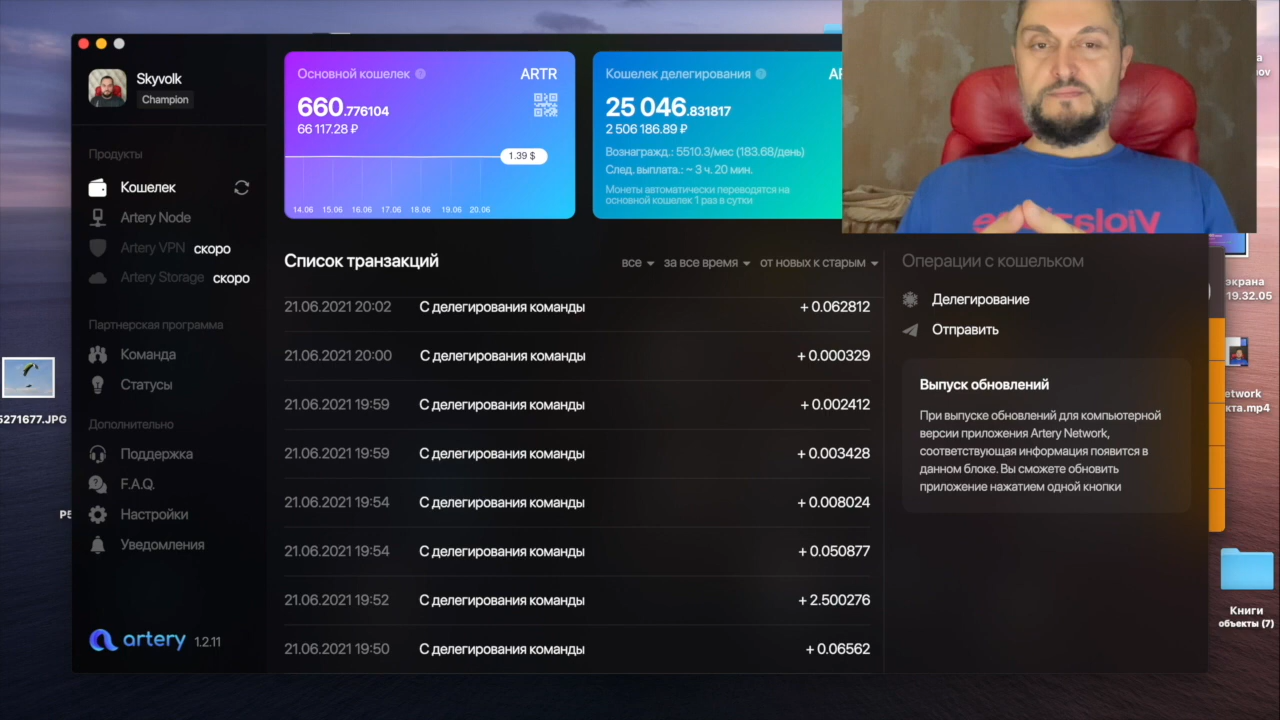 Skyvolk
Champion
Продукты
Кошелек
Artery Node
Artery VPN скоро
Artery Storage скоро
Партнерская программа
Команда
Статусы
Дополнительно
Поддержка
F.A.Q.
Настройки
Уведомления
artery 1.2.11
Основной кошелек ? ARTR
660.776104
66 117.28 ₽
1.39 $
14.06 15.06 16.06 17.06 18.06 19.06 20.06
Кошелек делегирования ? AR
25 046.831817
2 506 186.89 ₽
Вознагражд.: 5510.3/мес (183.68/день)
След. выплата.: ~ 3 ч. 20 мин.
Монеты автоматически переводятся на
основной кошелек 1 раз в сутки
Список транзакций
все за все время от новых к старым
21.06.2021 20:02 С делегирования команды + 0.062812
21.06.2021 20:00 С делегирования команды + 0.000329
21.06.2021 19:59 С делегирования команды + 0.002412
21.06.2021 19:59 С делегирования команды + 0.003428
21.06.2021 19:54 С делегирования команды + 0.008024
21.06.2021 19:54 С делегирования команды + 0.050877
21.06.2021 19:52 С делегирования команды + 2.500276
21.06.2021 19:50 С делегирования команды + 0.06562
Операции с кошельком
Делегирование
Отправить
Выпуск обновлений
При выпуске обновлений для компьютерной
версии приложения Artery Network,
соответствующая информация появится в
данном блоке. Вы сможете обновить
приложение нажатием одной кнопки
5271677.JPG
экрана
19.32.05
etwork
кта.mp4
Книги
объекты (7)